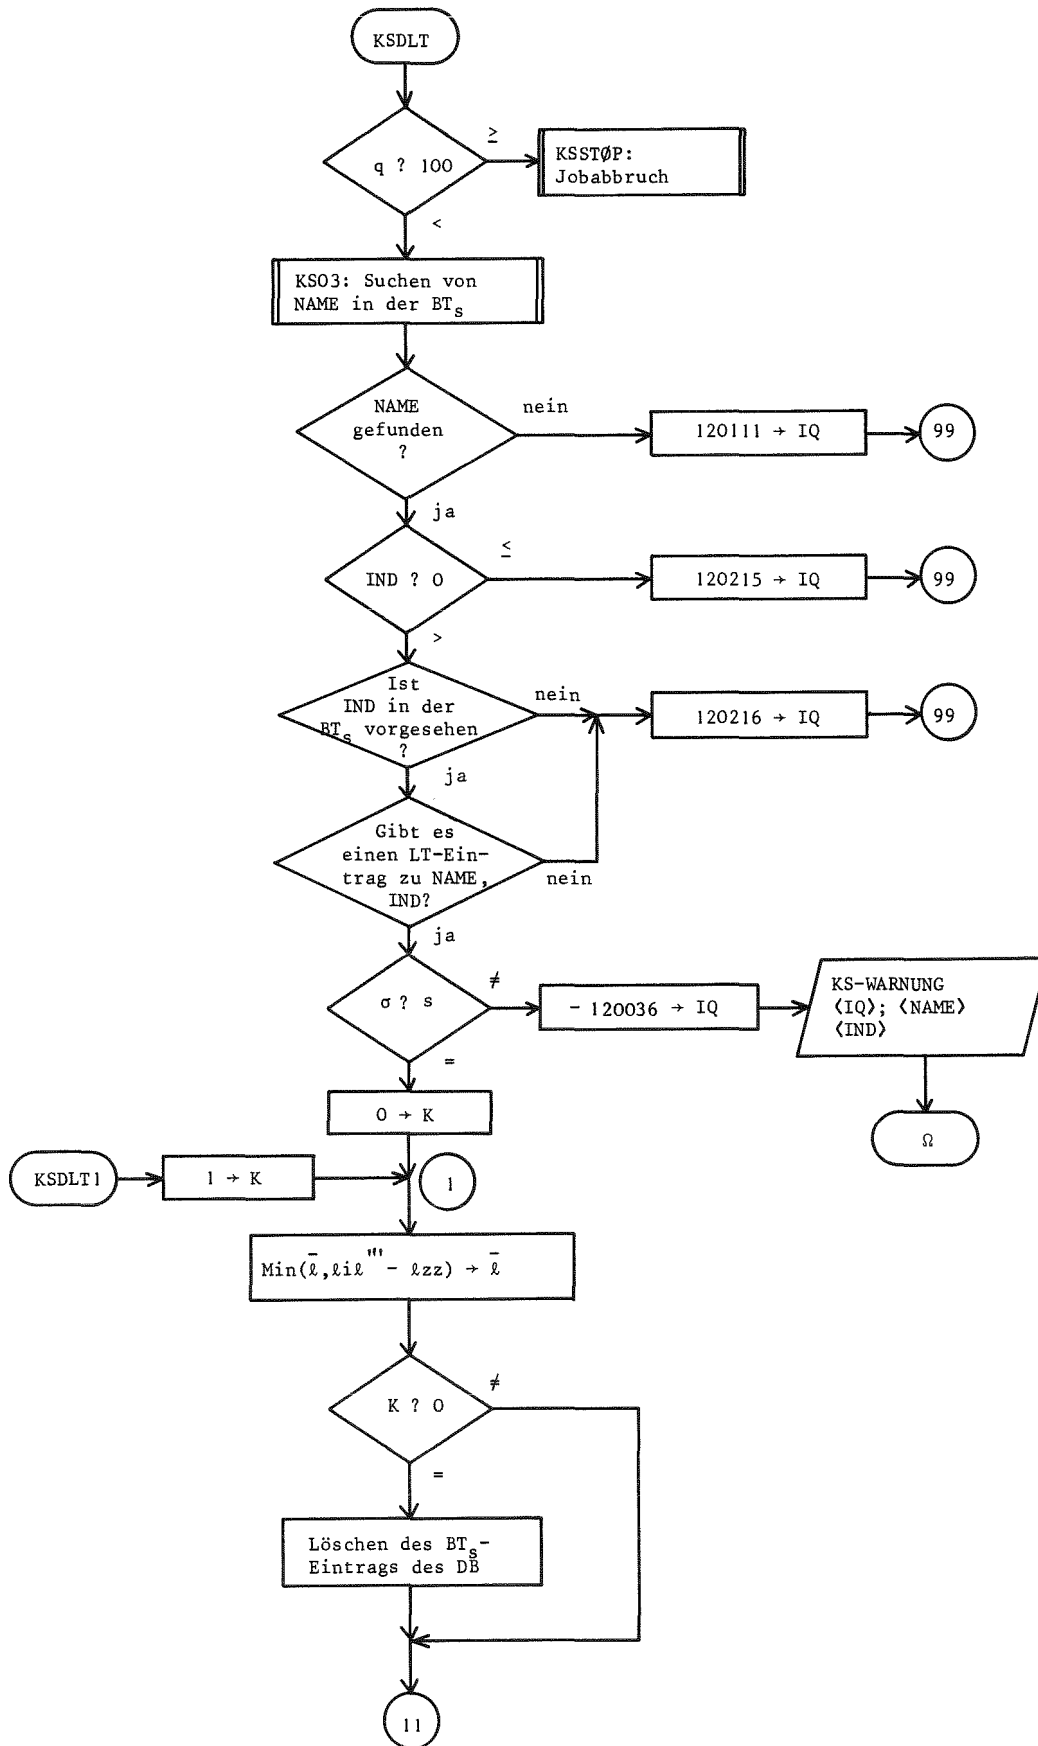 KSDLT
q ? 100
≥
KSSTØP:
Jobabbruch
<
KSO3: Suchen von
NAME in der BTs
NAME
gefunden
?
nein
120111 → IQ
99
ja
IND ? 0
≤
120215 → IQ
99
>
Ist
IND in der
BTs vorgesehen
?
nein
120216 → IQ
99
ja
Gibt es
einen LT-Ein-
trag zu NAME,
IND?
nein
ja
σ ? s
≠
- 120036 → IQ
KS-WARNUNG
⟨IQ⟩; ⟨NAME⟩
⟨IND⟩
=
Ω
0 → K
KSDLT1
1 → K
1
Min(ℓ̄,ℓiℓ''' - ℓzz) → ℓ̄
K ? 0
≠
=
Löschen des BTs-
Eintrags des DB
11